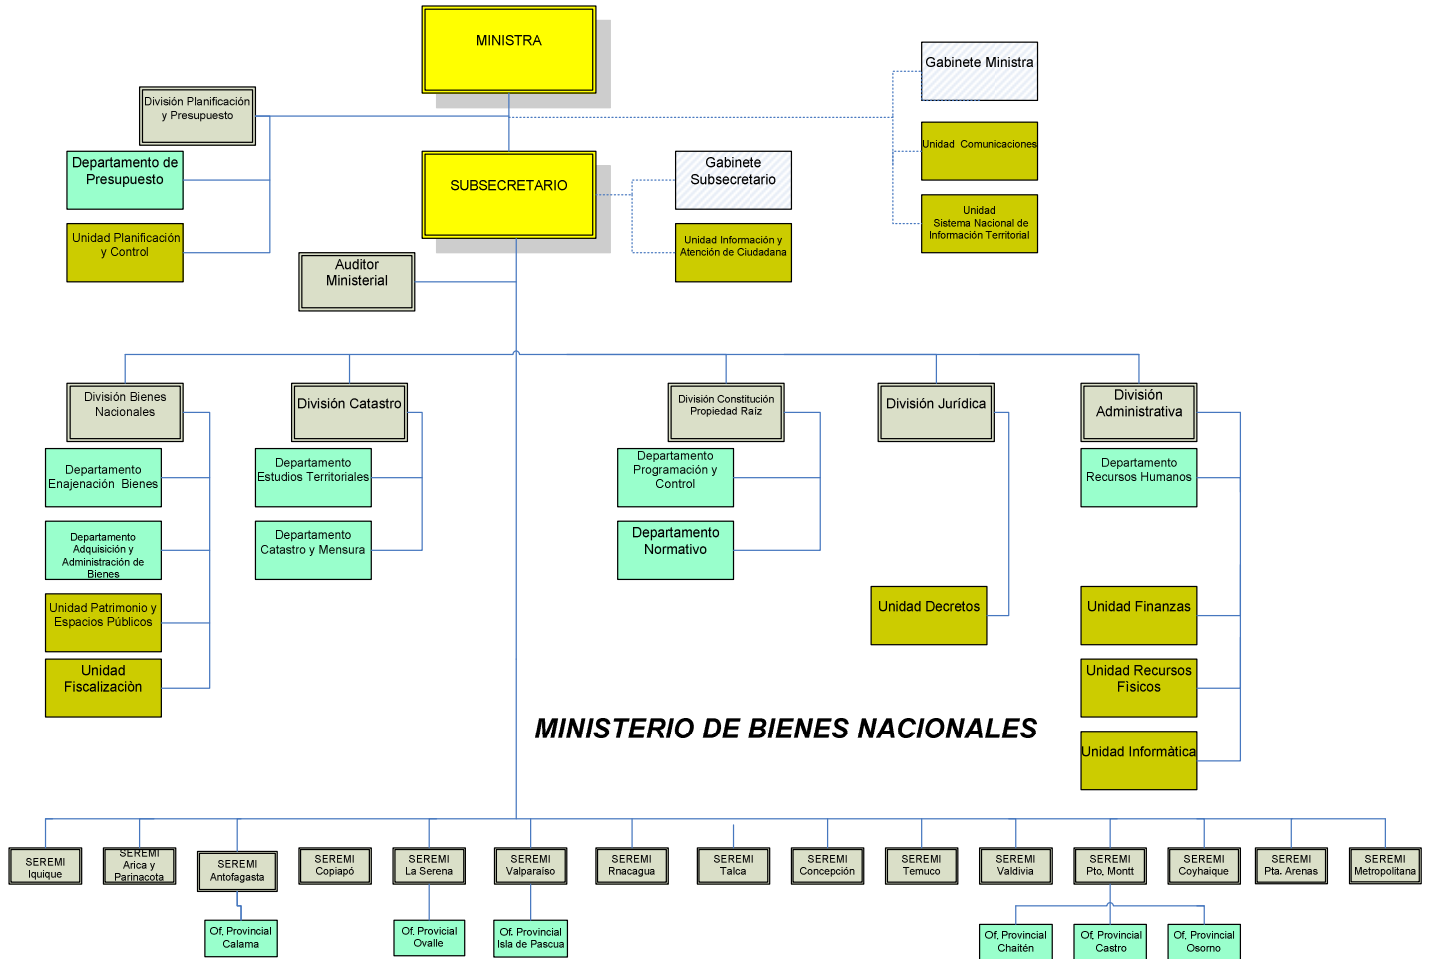 MINISTRA
Gabinete Ministra
División Planificación
y Presupuesto
Unidad Comunicaciones
Departamento de
Presupuesto
SUBSECRETARIO
Gabinete
Subsecretario
Unidad
Sistema Nacional de
Información Territorial
Unidad Planificación
y Control
Unidad Información y
Atención de Ciudadana
Auditor
Ministerial
División Bienes
Nacionales
División Catastro
División Constitución
Propiedad Raíz
División Jurídica
División
Administrativa
Departamento
Enajenación Bienes
Departamento
Estudios Territoriales
Departamento
Programación y
Control
Departamento
Recursos Humanos
Departamento
Adquisición y
Administración de
Bienes
Departamento
Catastro y Mensura
Departamento
Normativo
Unidad Patrimonio y
Espacios Públicos
Unidad Decretos
Unidad Finanzas
Unidad
Fiscalizaciòn
Unidad Recursos
Fìsicos
MINISTERIO DE BIENES NACIONALES
Unidad Informàtica
SEREMI
Iquique
SEREMI
Arica y
Parinacota
SEREMI
Antofagasta
SEREMI
Copiapó
SEREMI
La Serena
SEREMI
Valparaíso
SEREMI
Rnacagua
SEREMI
Talca
SEREMI
Concepción
SEREMI
Temuco
SEREMI
Valdivia
SEREMI
Pto, Montt
SEREMI
Coyhaique
SEREMI
Pta. Arenas
SEREMI
Metropolitana
Of, Provincial
Calama
Of. Provicial
Ovalle
Of. Provincial
Isla de Pascua
Of, Provincial
Chaitén
Of, Provincial
Castro
Of, Provincial
Osorno